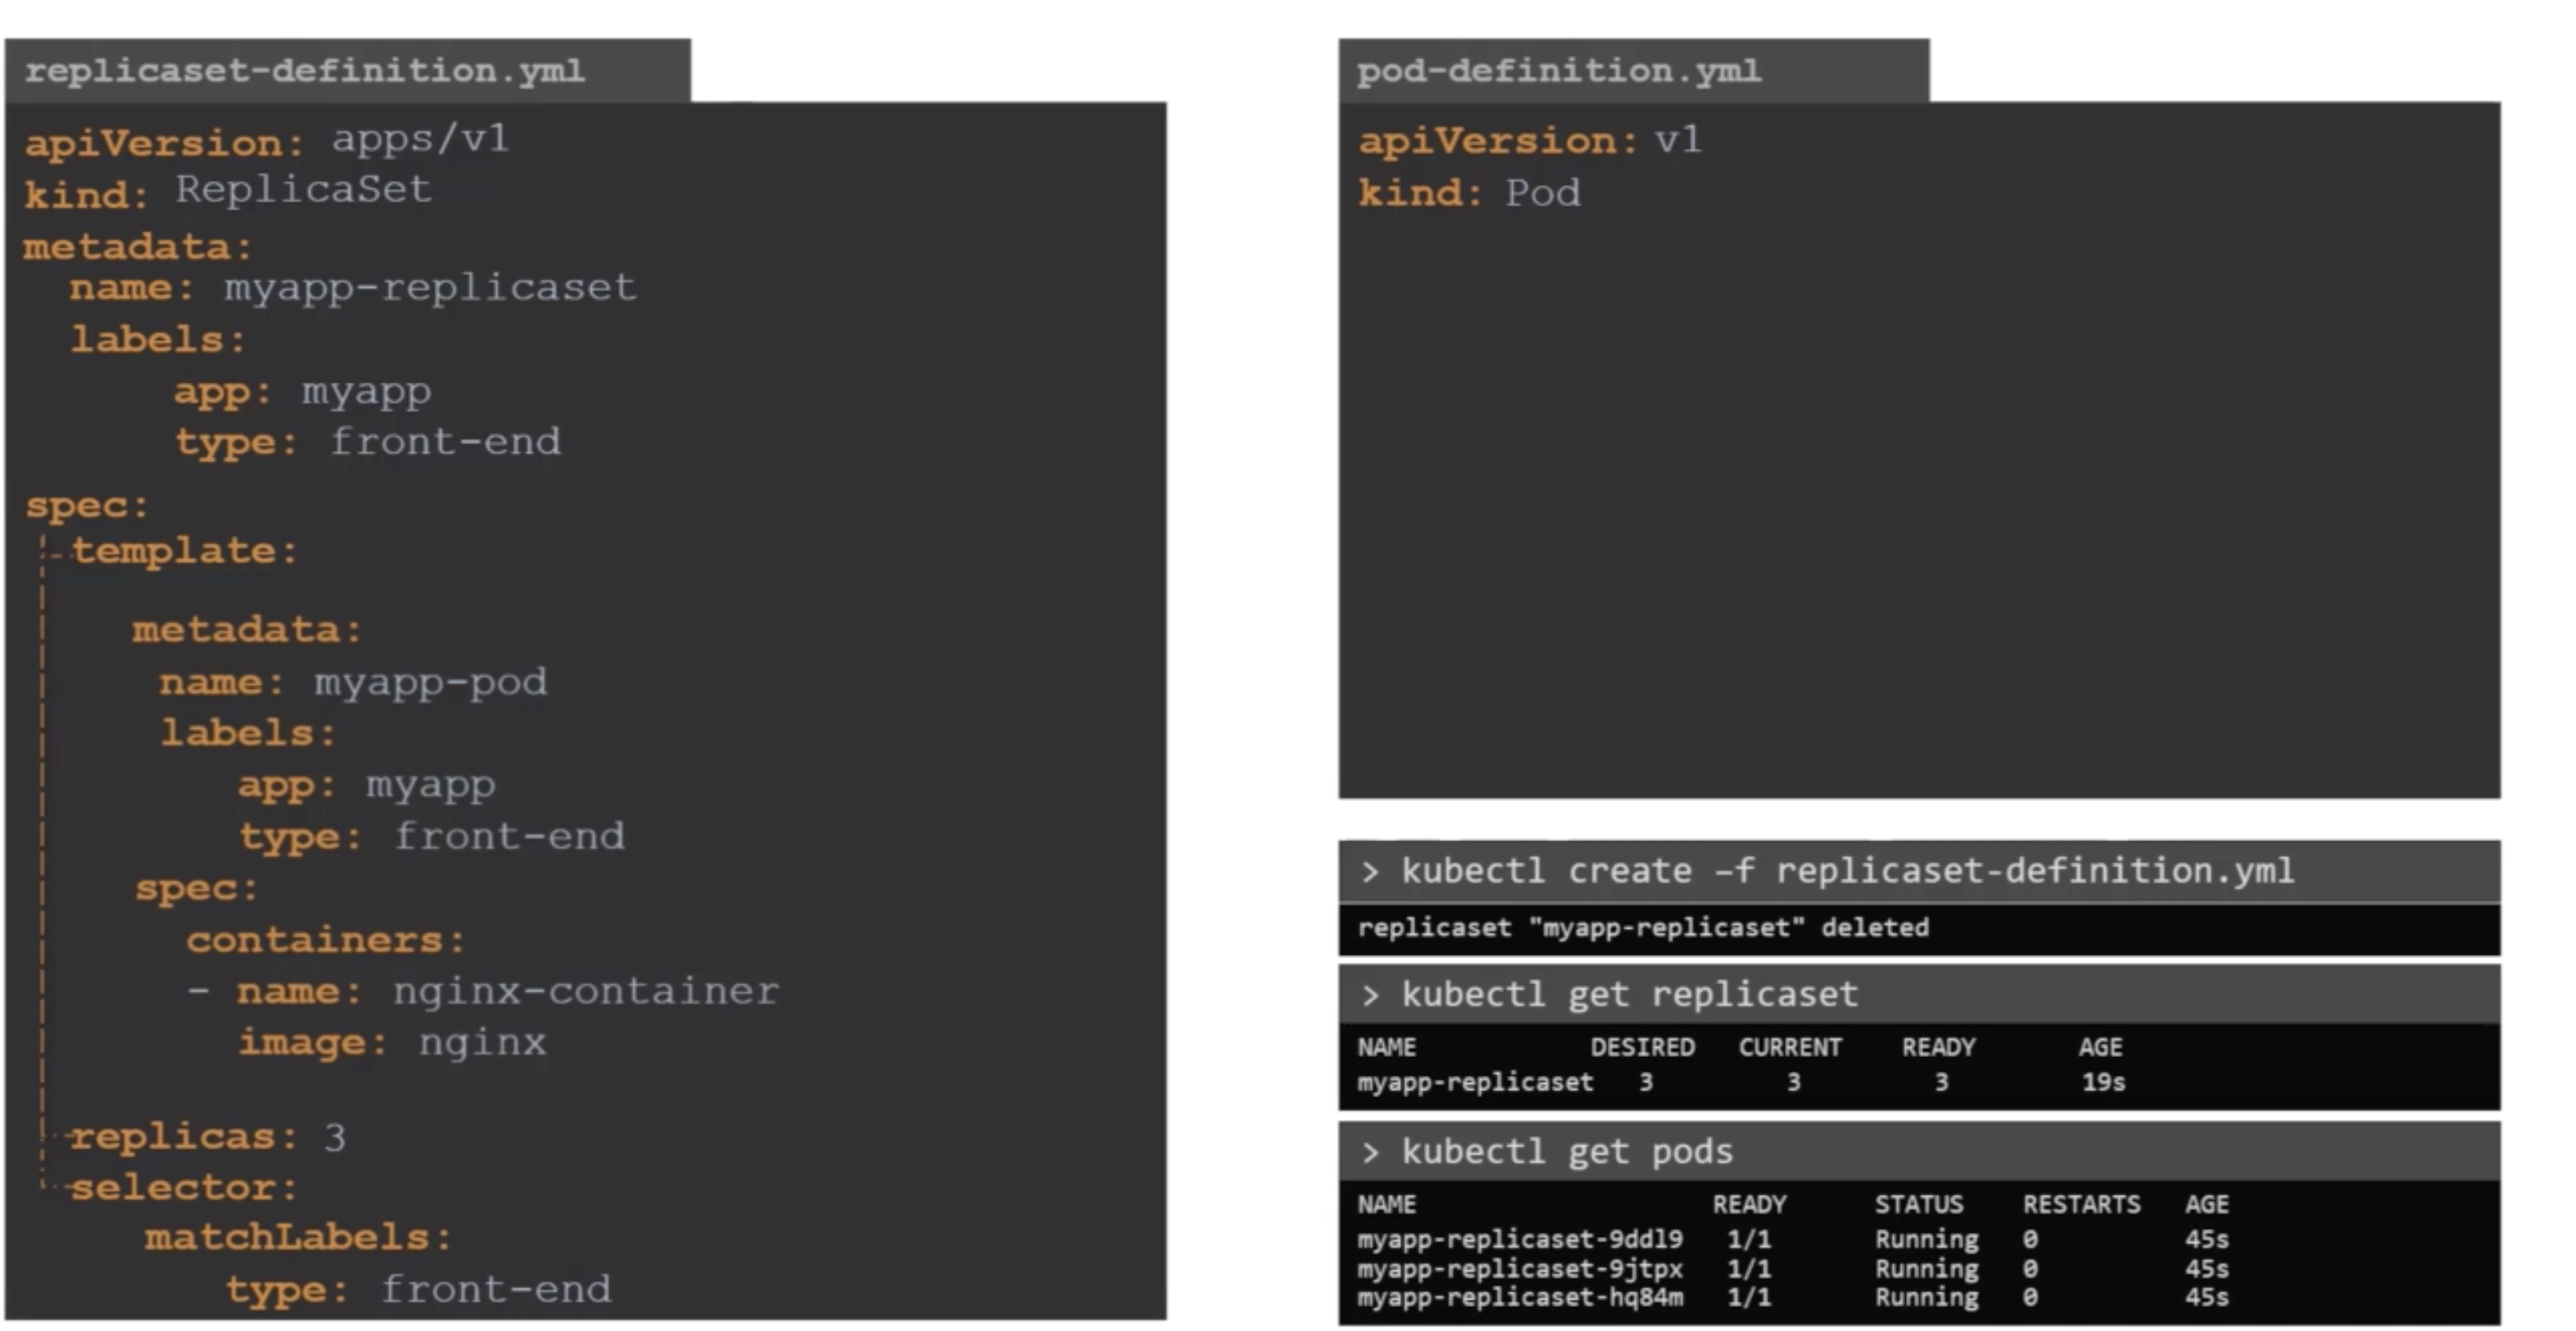 replicaset-definition.yml
apiVersion: apps/v1
kind: ReplicaSet
metadata:
name: myapp-replicaset
labels:
app: myapp
type: front-end
spec:
template:
metadata:
name: myapp-pod
labels:
app: myapp
type: front-end
spec:
containers:
- name: nginx-container
image: nginx
replicas: 3
selector:
matchLabels:
type: front-end
pod-definition.yml
apiVersion: v1
kind: Pod
> kubectl create –f replicaset-definition.yml
replicaset "myapp-replicaset" deleted
> kubectl get replicaset
NAME DESIRED CURRENT READY AGE
myapp-replicaset 3 3 3 19s
> kubectl get pods
NAME READY STATUS RESTARTS AGE
myapp-replicaset-9ddl9 1/1 Running 0 45s
myapp-replicaset-9jtpx 1/1 Running 0 45s
myapp-replicaset-hq84m 1/1 Running 0 45s